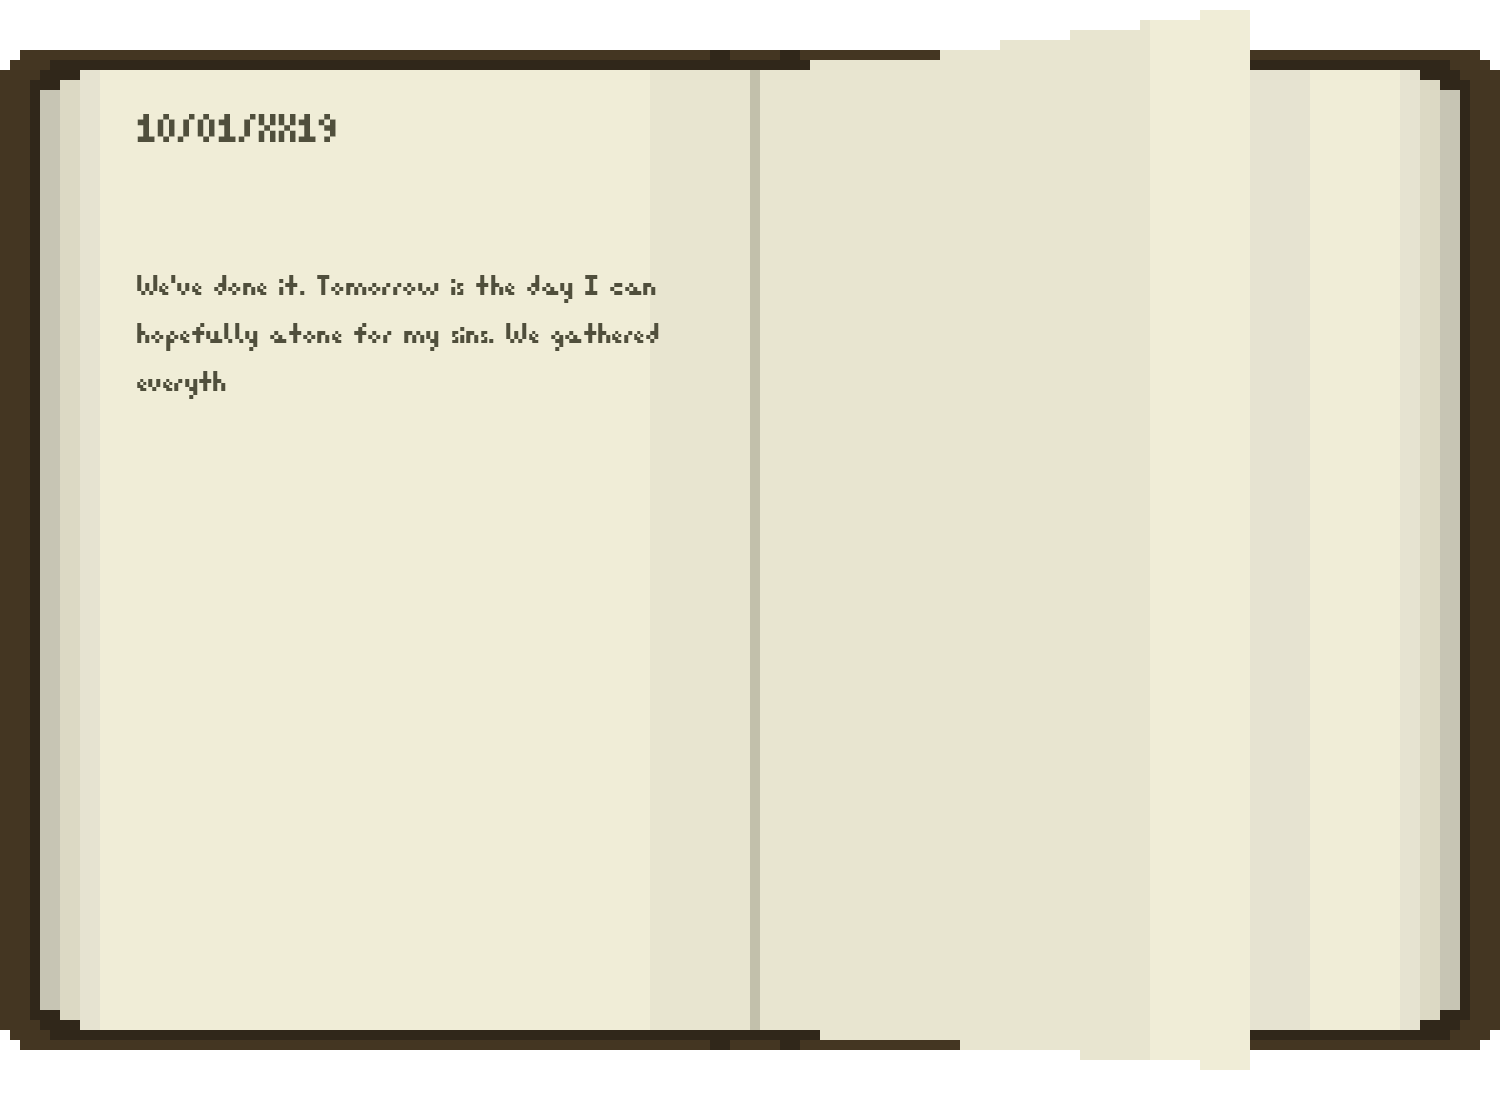 10/01/XX19
We've done it. Tomorrow is the day I can
hopefully atone for my sins. We gathered
everyth